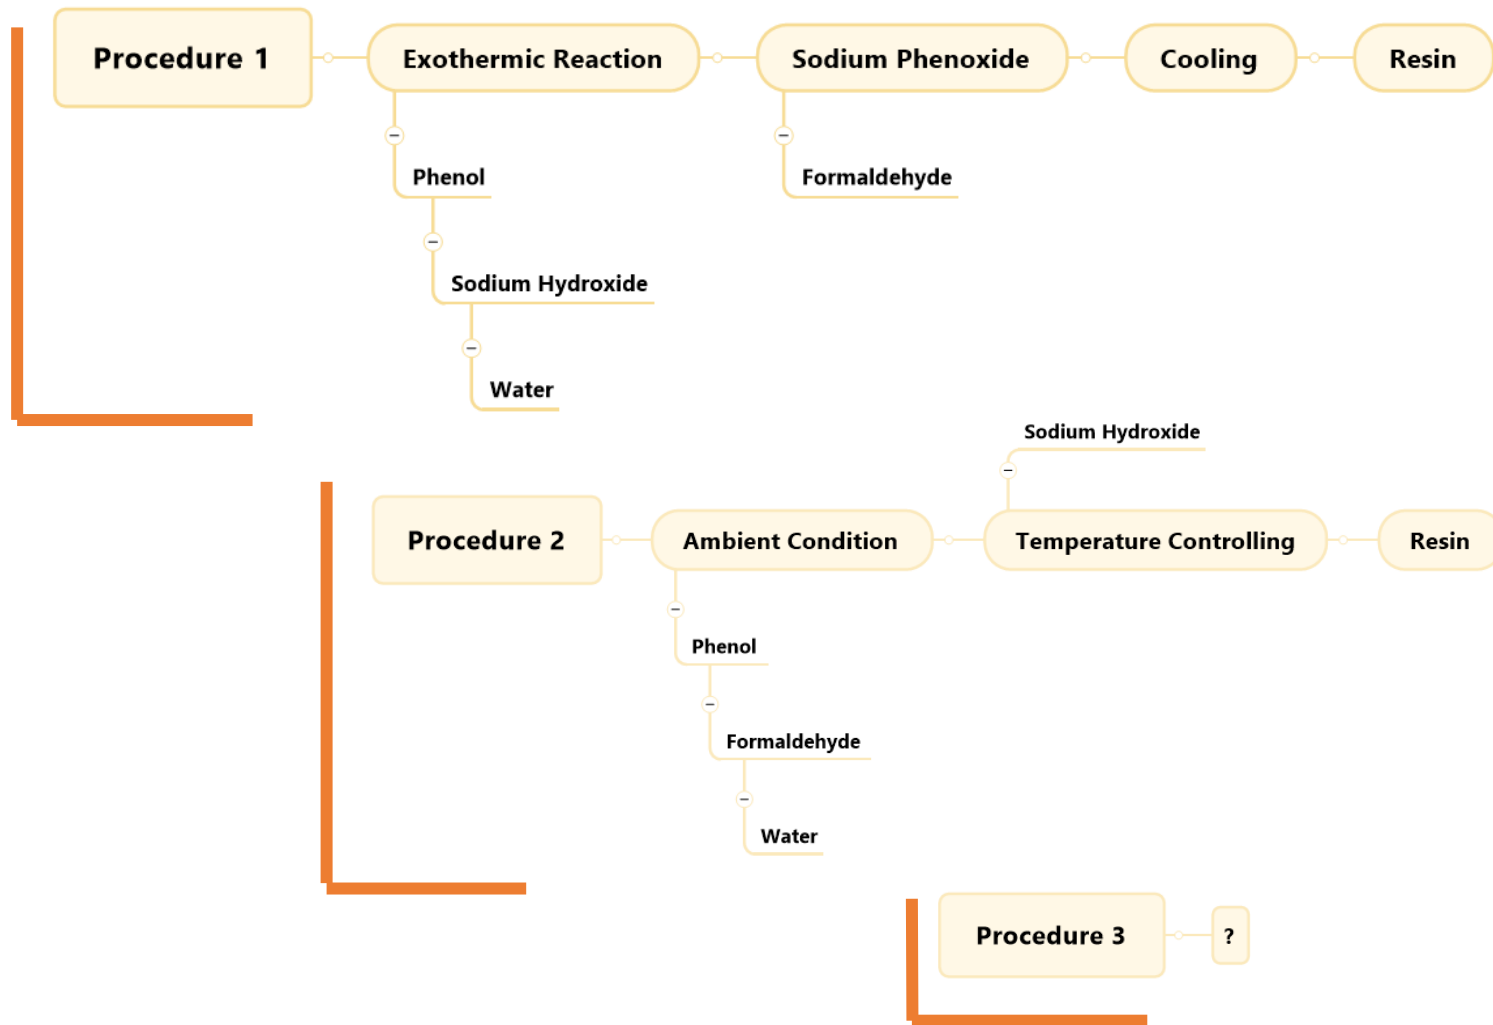 Procedure 1
Exothermic Reaction
Sodium Phenoxide
Cooling
Resin
Phenol
Formaldehyde
Sodium Hydroxide
Water
Sodium Hydroxide
Procedure 2
Ambient Condition
Temperature Controlling
Resin
Phenol
Formaldehyde
Water
Procedure 3
?